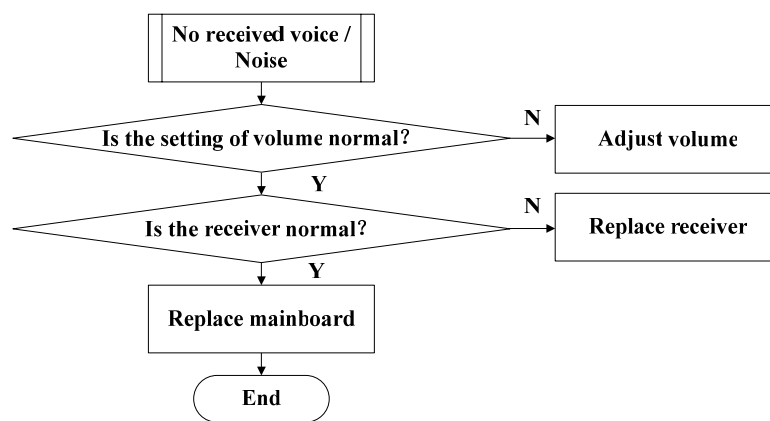 No received voice /
Noise
N
Is the setting of volume normal？
Adjust volume
Y
N
Is the receiver normal？
Replace receiver
Y
Replace mainboard
End